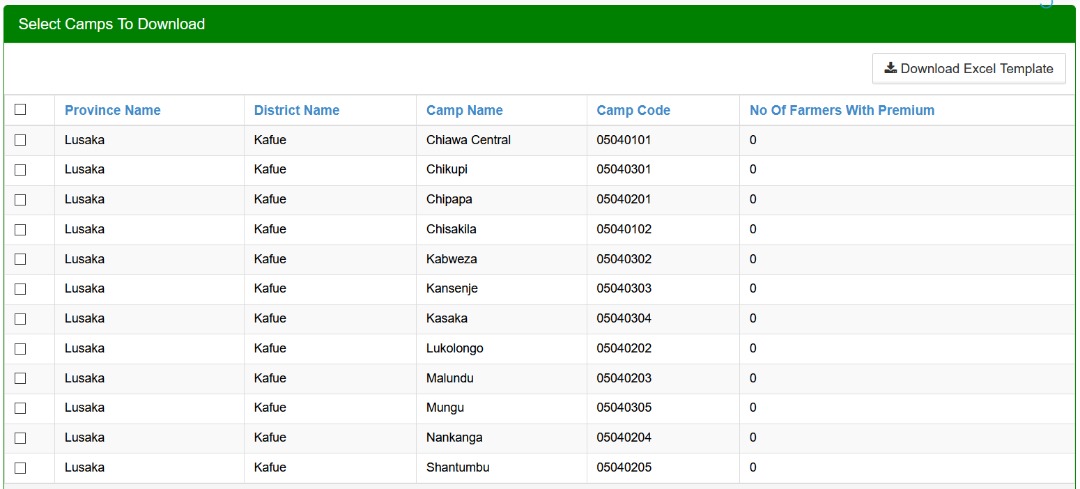 Select Camps To Download
Download Excel Template
Province Name District Name Camp Name Camp Code No Of Farmers With Premium
Lusaka Kafue Chiawa Central 05040101 0
Lusaka Kafue Chikupi 05040301 0
Lusaka Kafue Chipapa 05040201 0
Lusaka Kafue Chisakila 05040102 0
Lusaka Kafue Kabweza 05040302 0
Lusaka Kafue Kansenje 05040303 0
Lusaka Kafue Kasaka 05040304 0
Lusaka Kafue Lukolongo 05040202 0
Lusaka Kafue Malundu 05040203 0
Lusaka Kafue Mungu 05040305 0
Lusaka Kafue Nankanga 05040204 0
Lusaka Kafue Shantumbu 05040205 0